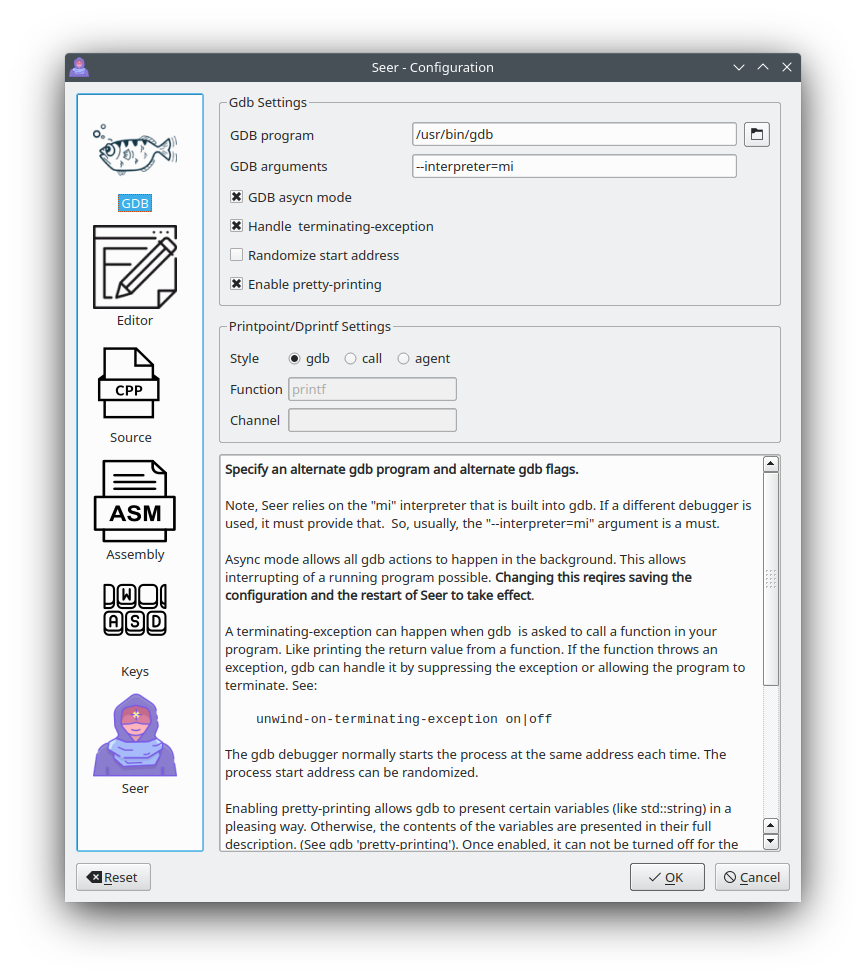 Seer - Configuration
GDB
Editor
CPP
Source
ASM
Assembly
W
A S D
Keys
Seer
Gdb Settings
GDB program /usr/bin/gdb
GDB arguments --interpreter=mi
GDB asycn mode
Handle  terminating-exception
Randomize start address
Enable pretty-printing
Printpoint/Dprintf Settings
Style gdb call agent
Function printf
Channel
Specify an alternate gdb program and alternate gdb flags.
Note, Seer relies on the "mi" interpreter that is built into gdb. If a different debugger is
used, it must provide that.  So, usually, the "--interpreter=mi" argument is a must.
Async mode allows all gdb actions to happen in the background. This allows
interrupting of a running program possible. Changing this reqires saving the
configuration and the restart of Seer to take effect.
A terminating-exception can happen when gdb  is asked to call a function in your
program. Like printing the return value from a function. If the function throws an
exception, gdb can handle it by suppressing the exception or allowing the program to
terminate. See:
unwind-on-terminating-exception on|off
The gdb debugger normally starts the process at the same address each time. The
process start address can be randomized.
Enabling pretty-printing allows gdb to present certain variables (like std::string) in a
pleasing way. Otherwise, the contents of the variables are presented in their full
description. (See gdb 'pretty-printing'). Once enabled, it can not be turned off for the
Reset OK Cancel